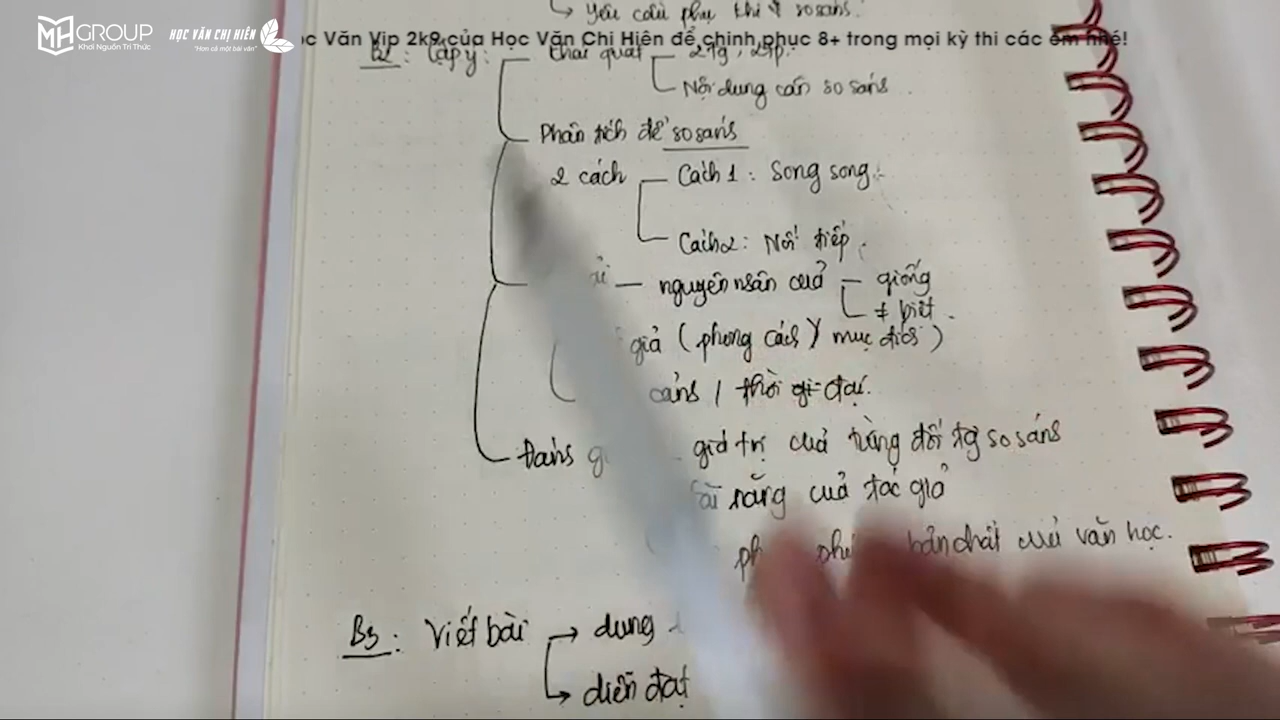 → Yêu cầu phụ thì ≠ so sánh.
MH GROUP
Khơi Nguồn Tri Thức
HỌC VĂN CHỊ HIÊN
"Hơn cả một bài văn"
c Văn Vip 2k9 của Học Văn Chị Hiên để chinh phục 8+ trong mọi kỳ thi các em nhé!
B2: Lập ý: Khái quát 2tg, 2tp.
Nội dung cần so sánh.
Phân tích để so sánh
2 cách Cách 1: Song song.
Cách 2: Nối tiếp.
nguyên nhân của giống
≠ biệt.
giả (phong cách / mục đích)
cảnh / thời đại.
Đánh g giá trị của từng đối tg so sánh
tài năng của tác giả
bản chất của văn học.
B3: Viết bài → dung
→ diễn đạt